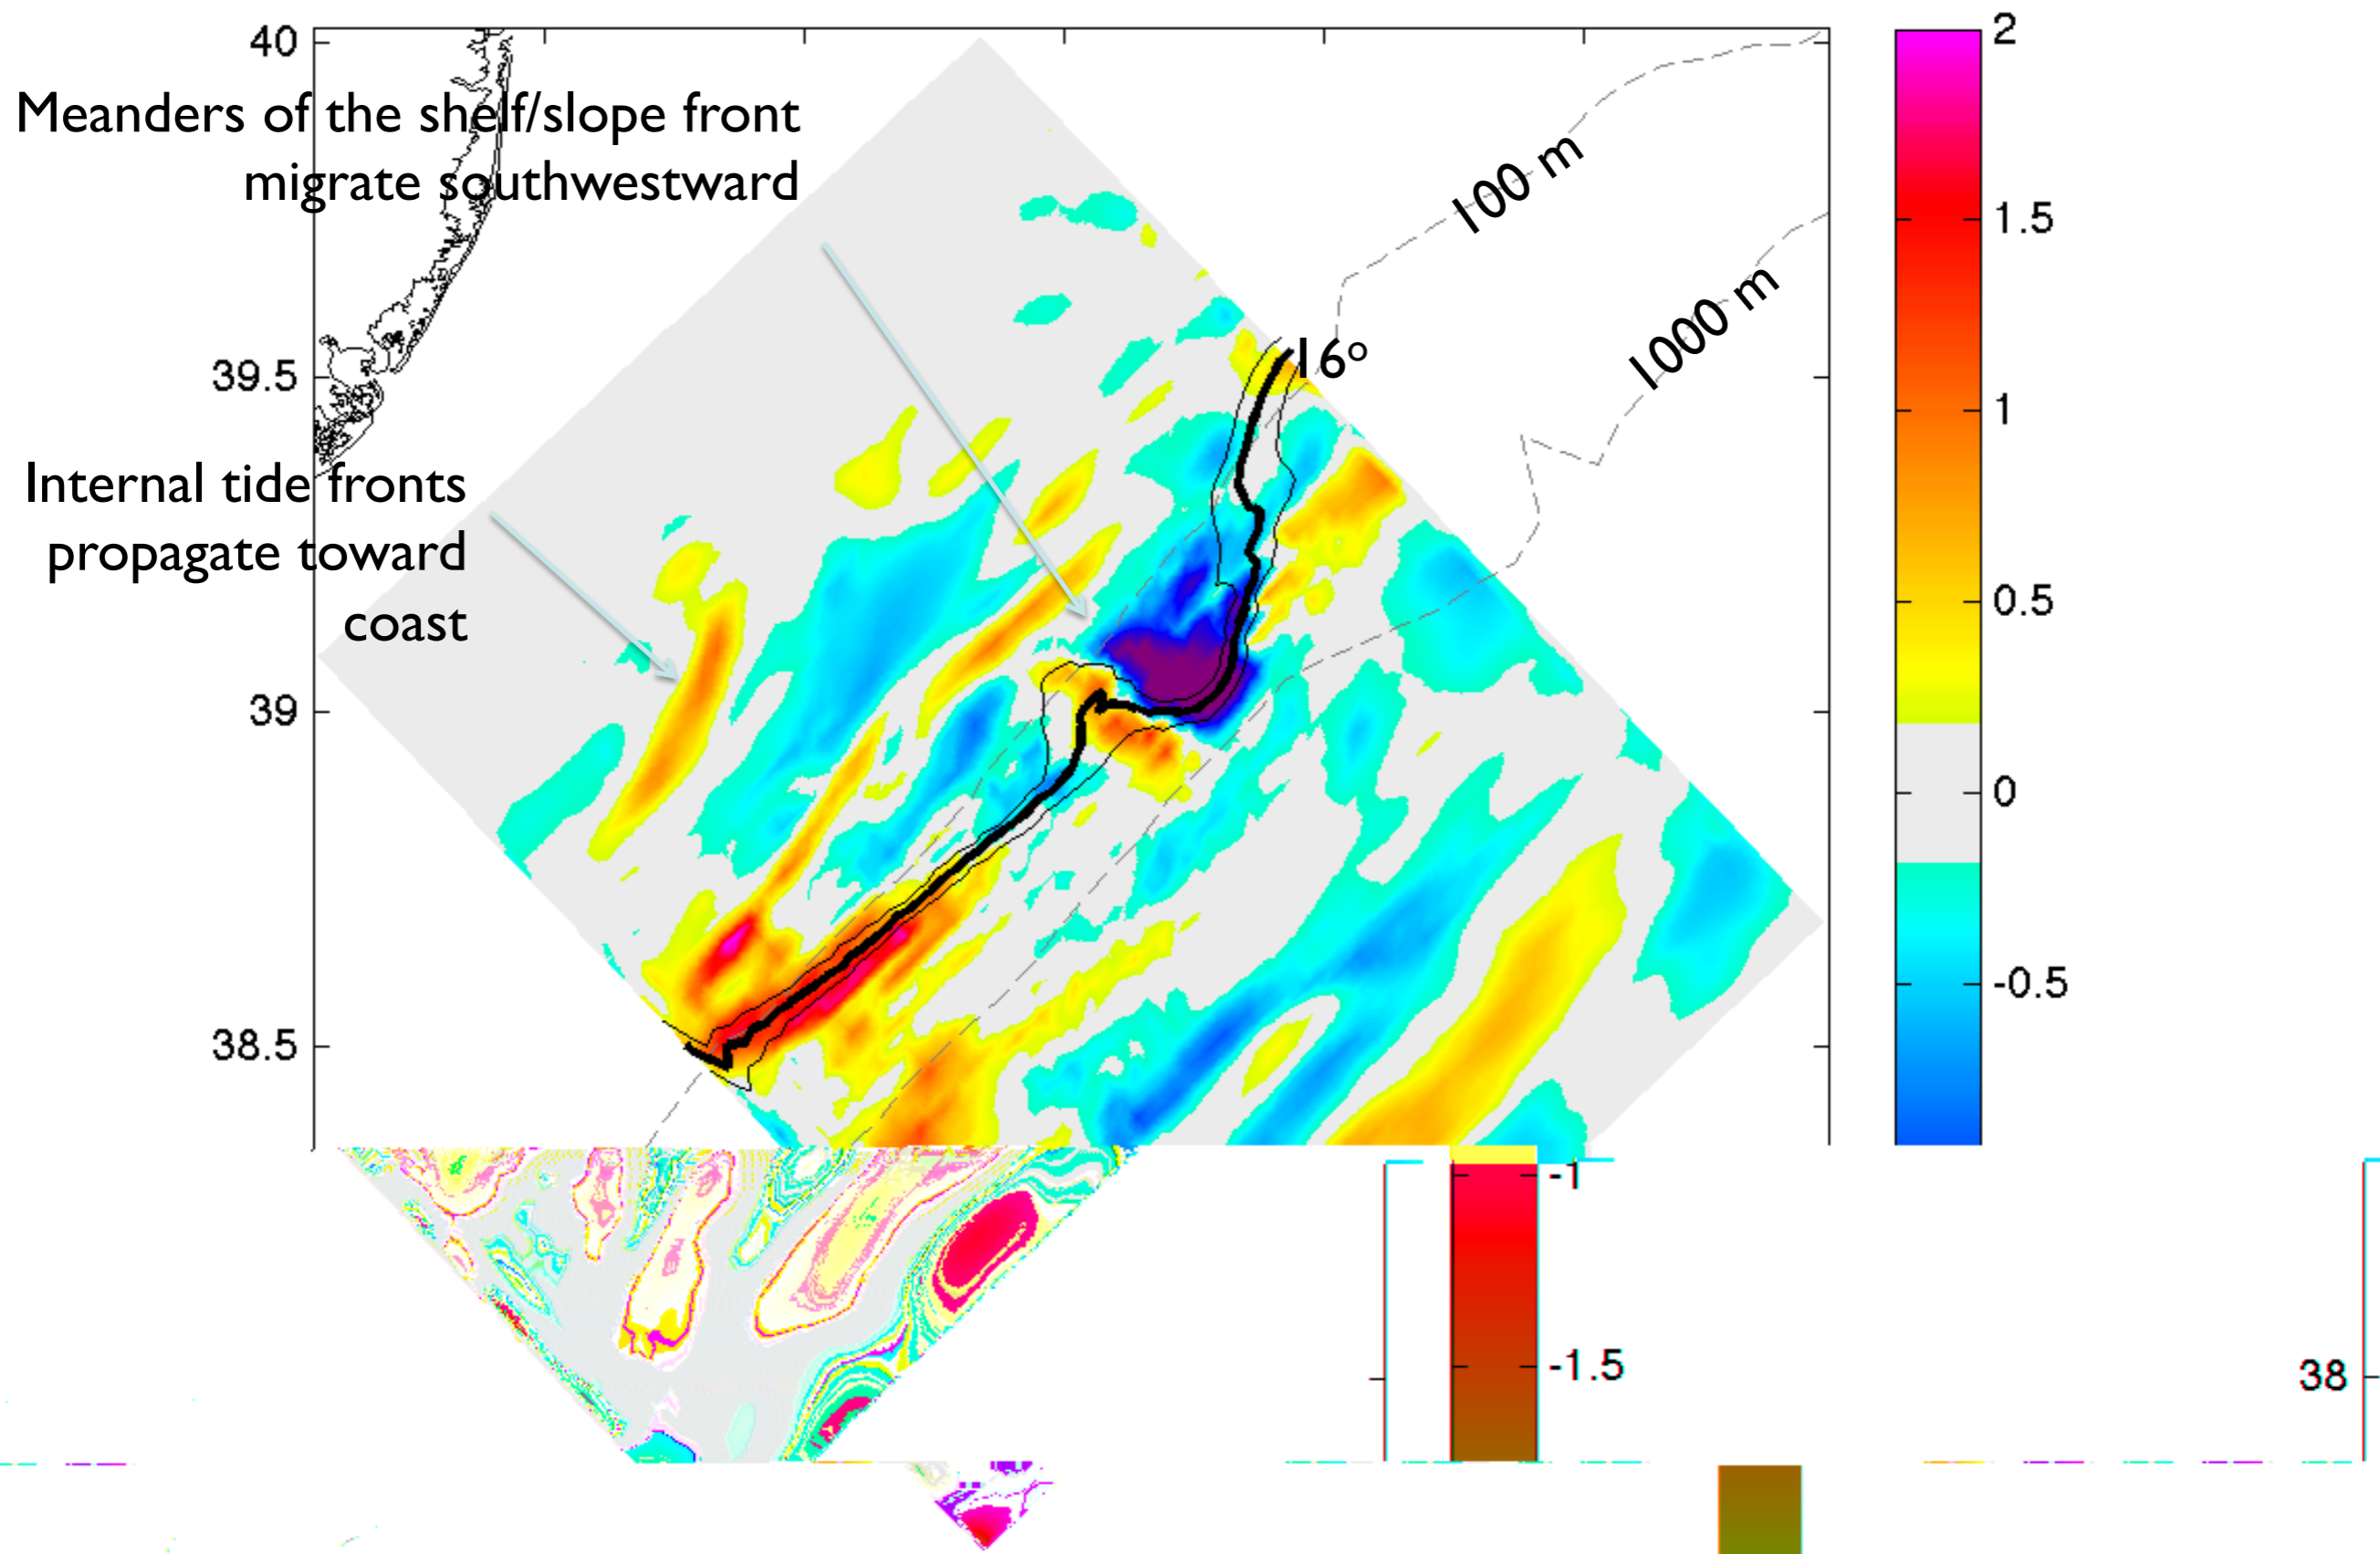 40
Meanders of the shelf/slope front
migrate southwestward
100 m
1000 m
39.5
16º
Internal tide fronts
propagate toward
coast
39
38.5
2
1.5
1
0.5
0
-0.5
-1
-1.5
38